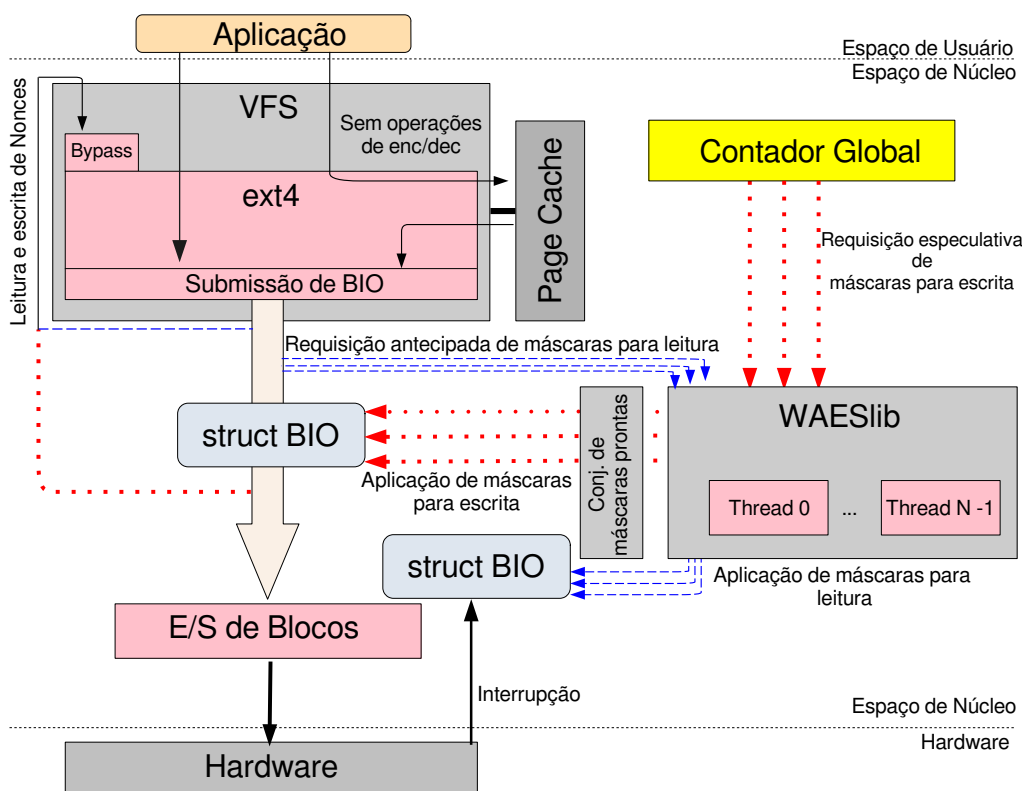 Aplicação
Espaço de Usuário
Espaço de Núcleo
Leitura e escrita de Nonces
VFS
Bypass
ext4
Sem operações
de enc/dec
Submissão de BIO
Page Cache
Contador Global
Requisição especulativa
de
máscaras para escrita
Requisição antecipada de máscaras para leitura
struct BIO
Aplicação de máscaras
para escrita
Conj. de
máscaras prontas
WAESlib
Thread 0
...
Thread N -1
struct BIO
Aplicação de máscaras para
leitura
E/S de Blocos
Interrupção
Espaço de Núcleo
Hardware
Hardware